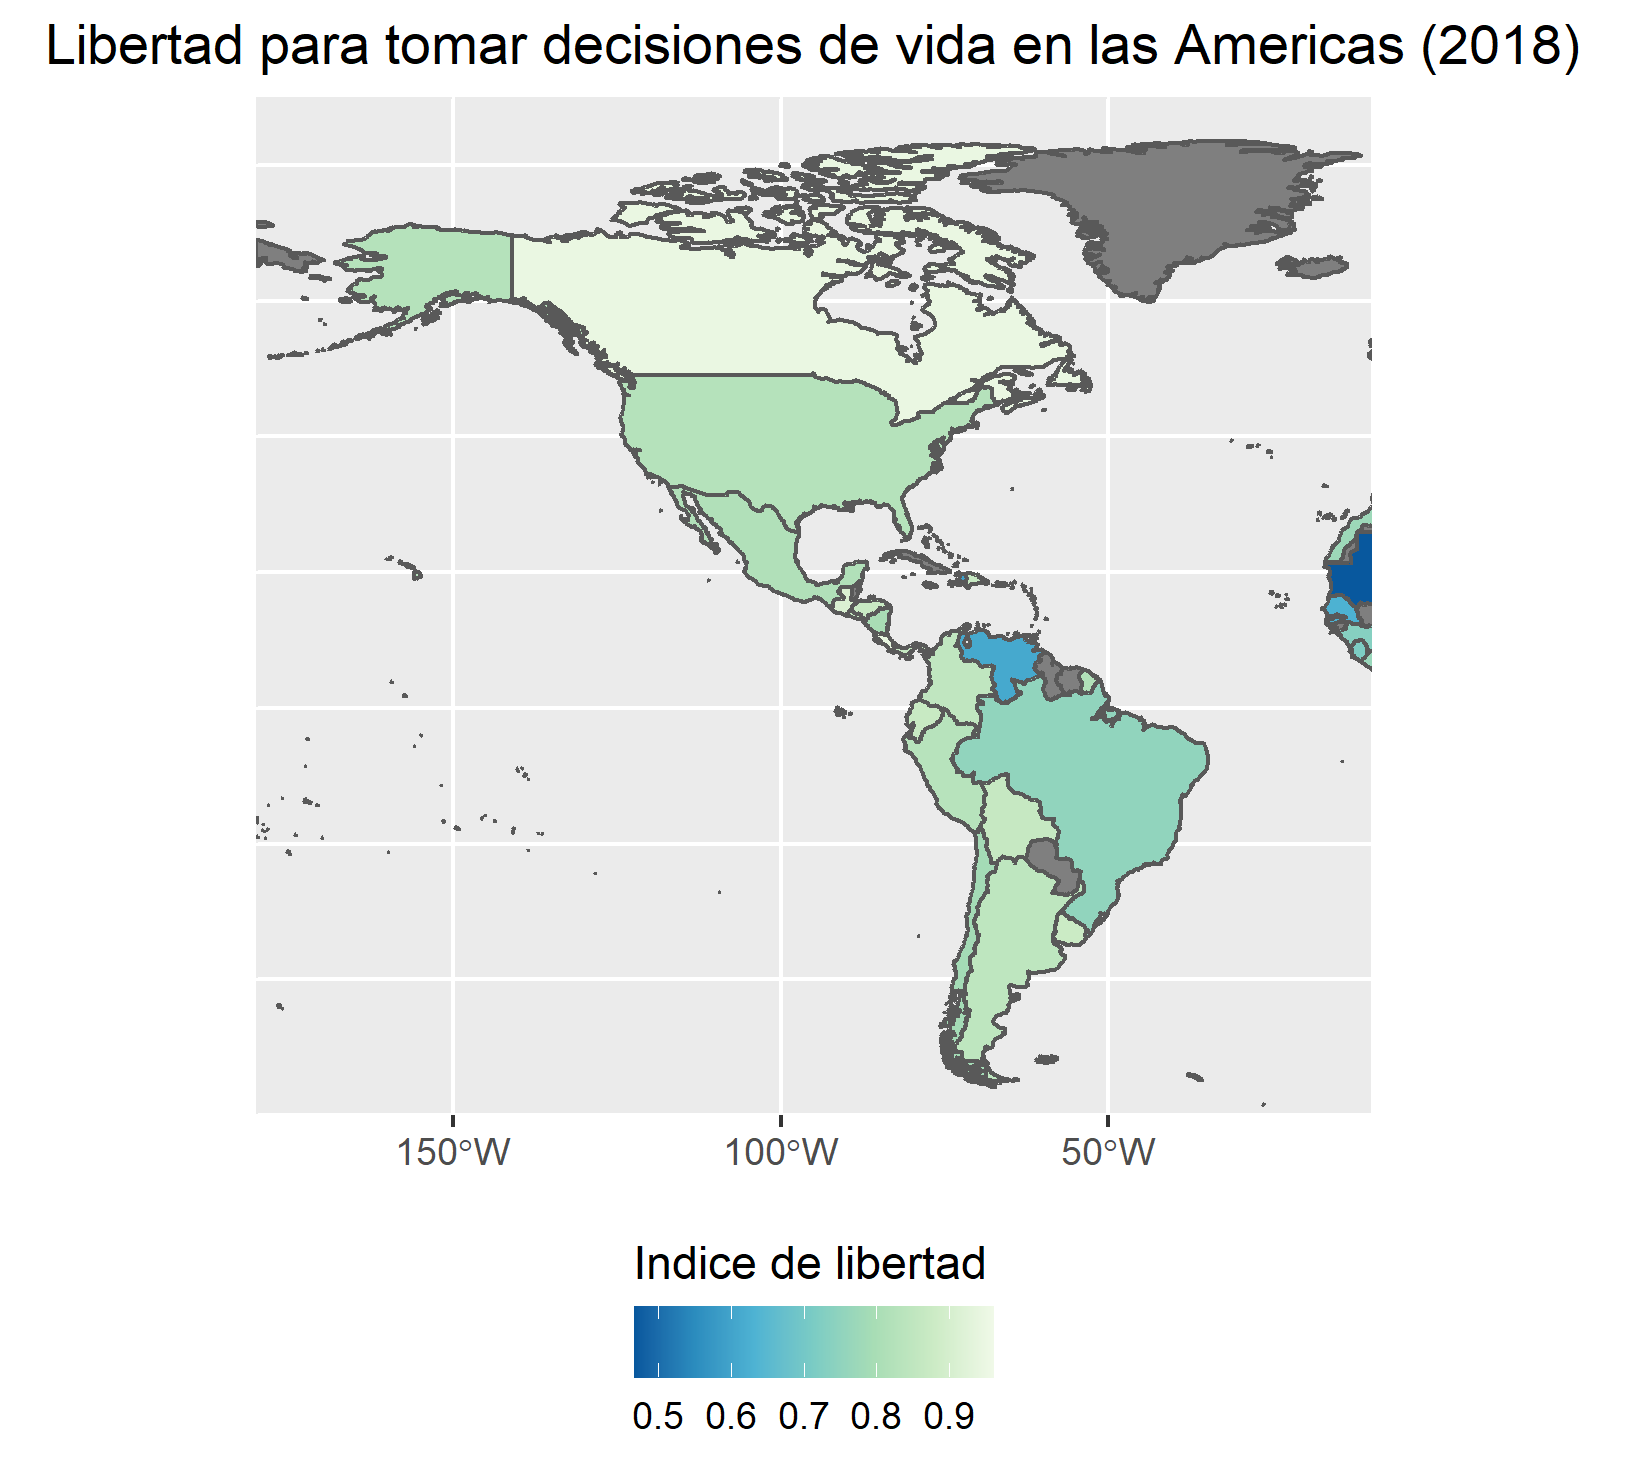 Libertad para tomar decisiones de vida en las Americas (2018)
150°W 100°W 50°W
Indice de libertad
0.5 0.6 0.7 0.8 0.9